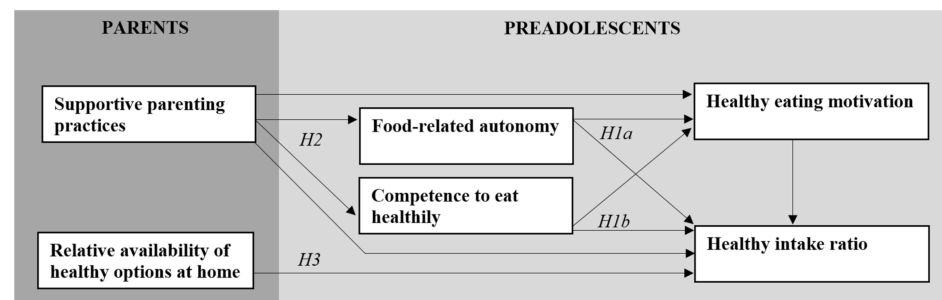 PARENTS
PREADOLESCENTS
Supportive parenting
practices
Healthy eating motivation
Food-related autonomy
H1a
H2
Competence to eat
healthily
H1b
Relative availability of
healthy options at home
H3
Healthy intake ratio